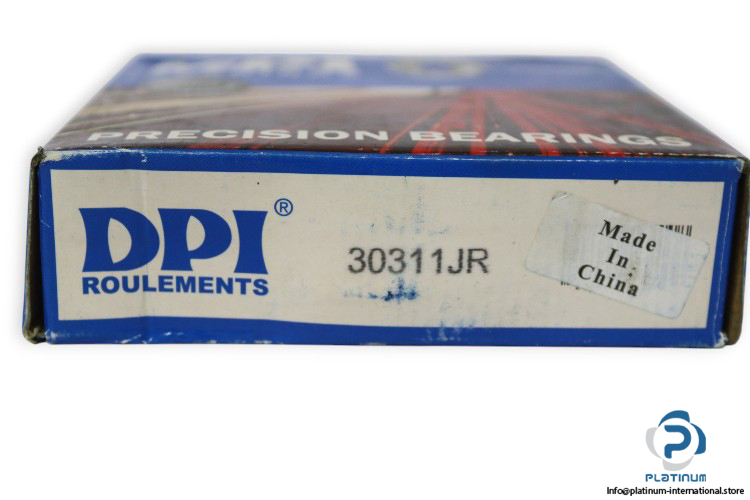 PRECISION BEARINGS
DPI®
ROULEMENTS
30311JR
Made
In
China
PLATINUM
Info@platinum-international.store